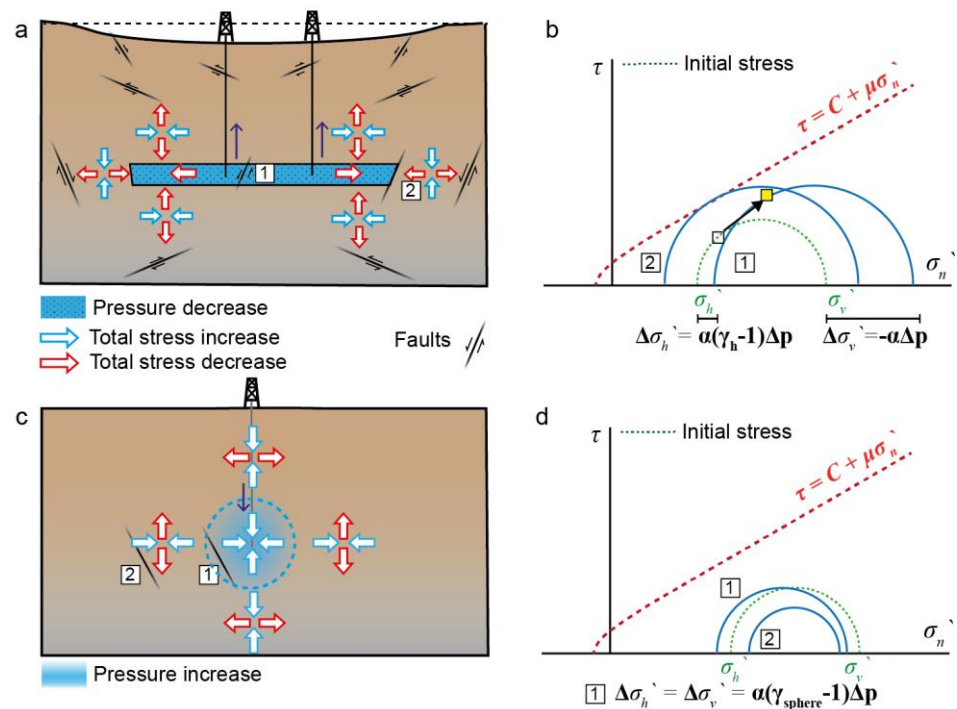 a
1
2
Pressure decrease
Total stress increase
Total stress decrease
Faults
b
τ
Initial stress
τ = C + μσn`
2
1
σn`
σh`
σv`
Δσh`= α(γh-1)Δp
Δσv`=-αΔp
c
2
1
Pressure increase
d
τ
Initial stress
τ = C + μσn`
1
2
σn`
σh`
σv`
1 Δσh` = Δσv` = α(γsphere-1)Δp